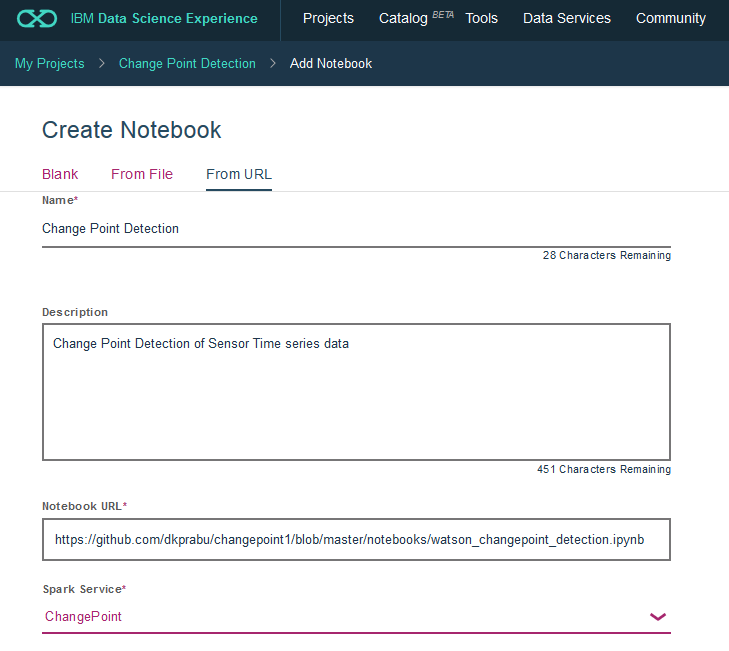 IBM Data Science Experience Projects Catalog BETA Tools Data Services Community
My Projects > Change Point Detection > Add Notebook
Create Notebook
Blank From File From URL
Name*
Change Point Detection
28 Characters Remaining
Description
Change Point Detection of Sensor Time series data
451 Characters Remaining
Notebook URL*
https://github.com/dkprabu/changepoint1/blob/master/notebooks/watson_changepoint_detection.ipynb
Spark Service*
ChangePoint